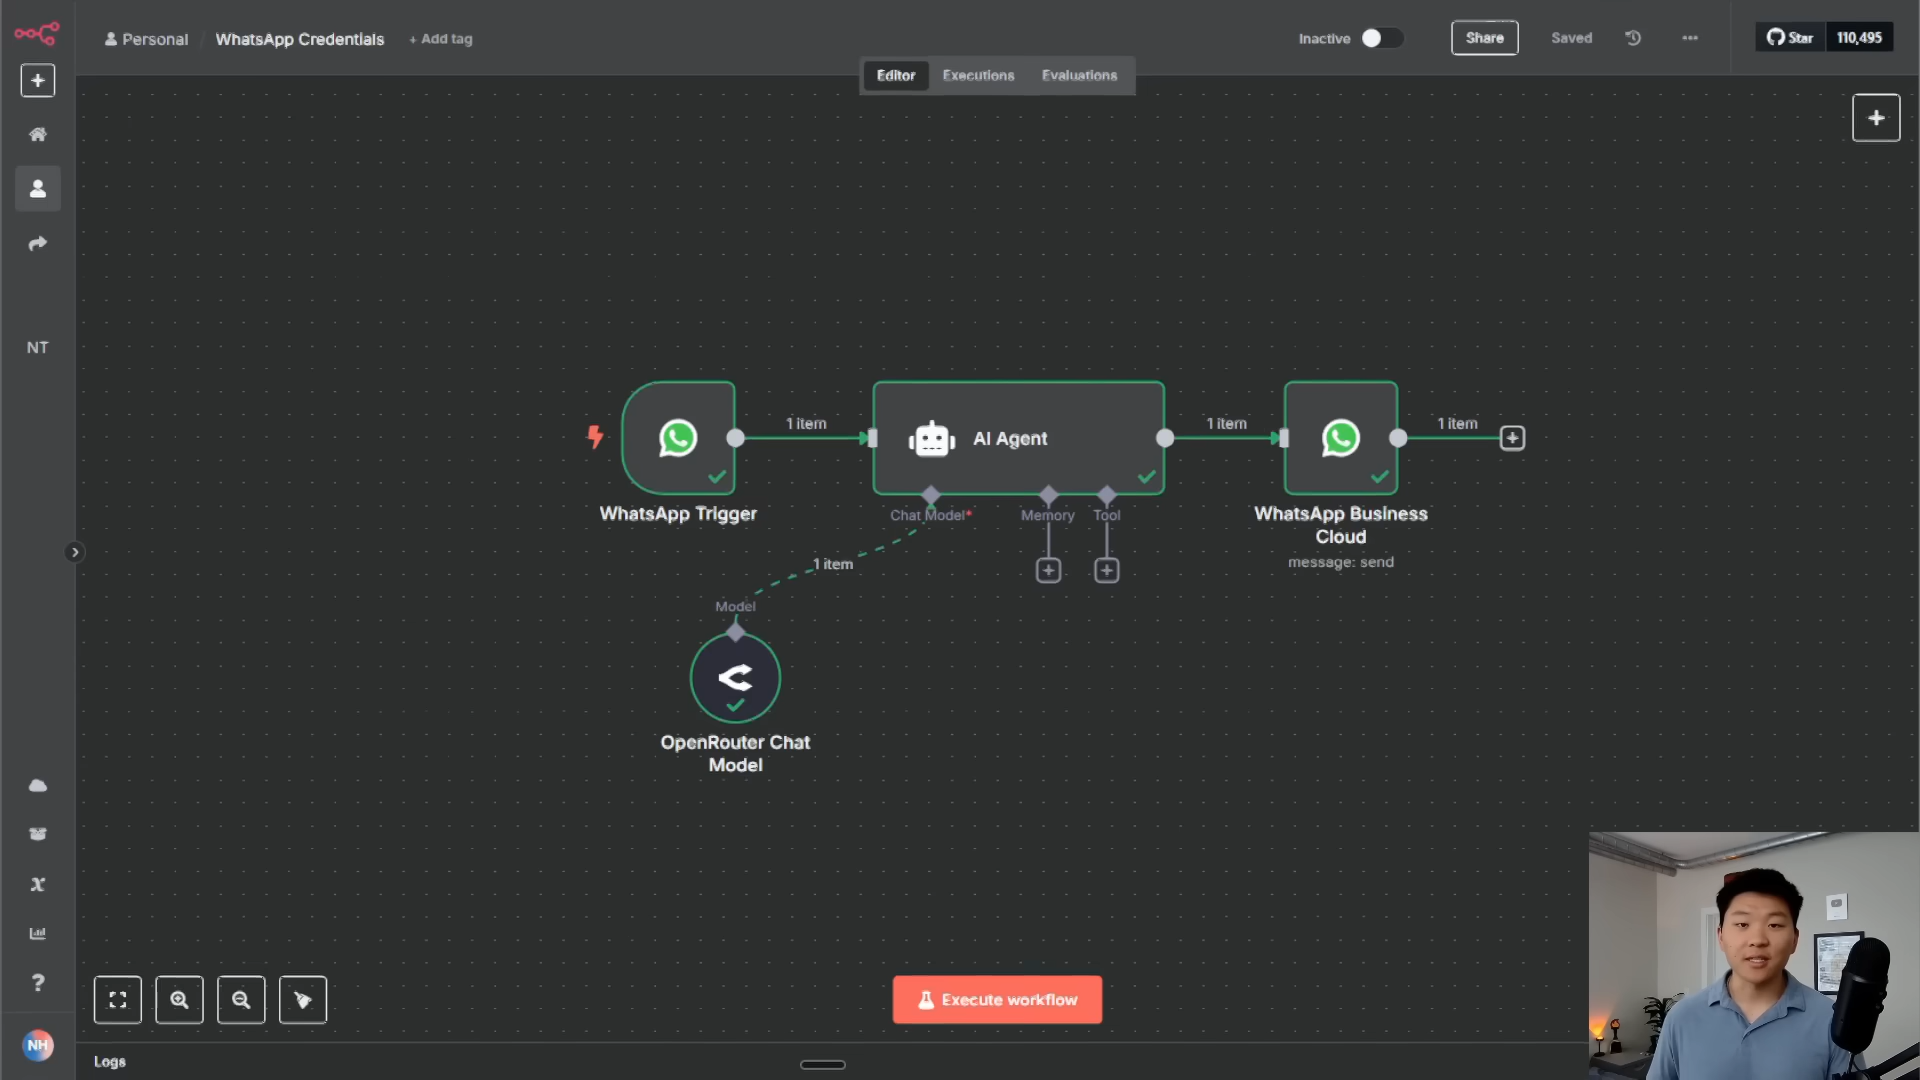 Personal / WhatsApp Credentials + Add tag
Inactive Share Saved ... Star 110,495
Editor Executions Evaluations
NT
1 item 1 item 1 item
AI Agent
WhatsApp Trigger
Chat Model* Memory Tool
WhatsApp Business
Cloud
message: send
1 item
Model
OpenRouter Chat
Model
Execute workflow
NH
Logs